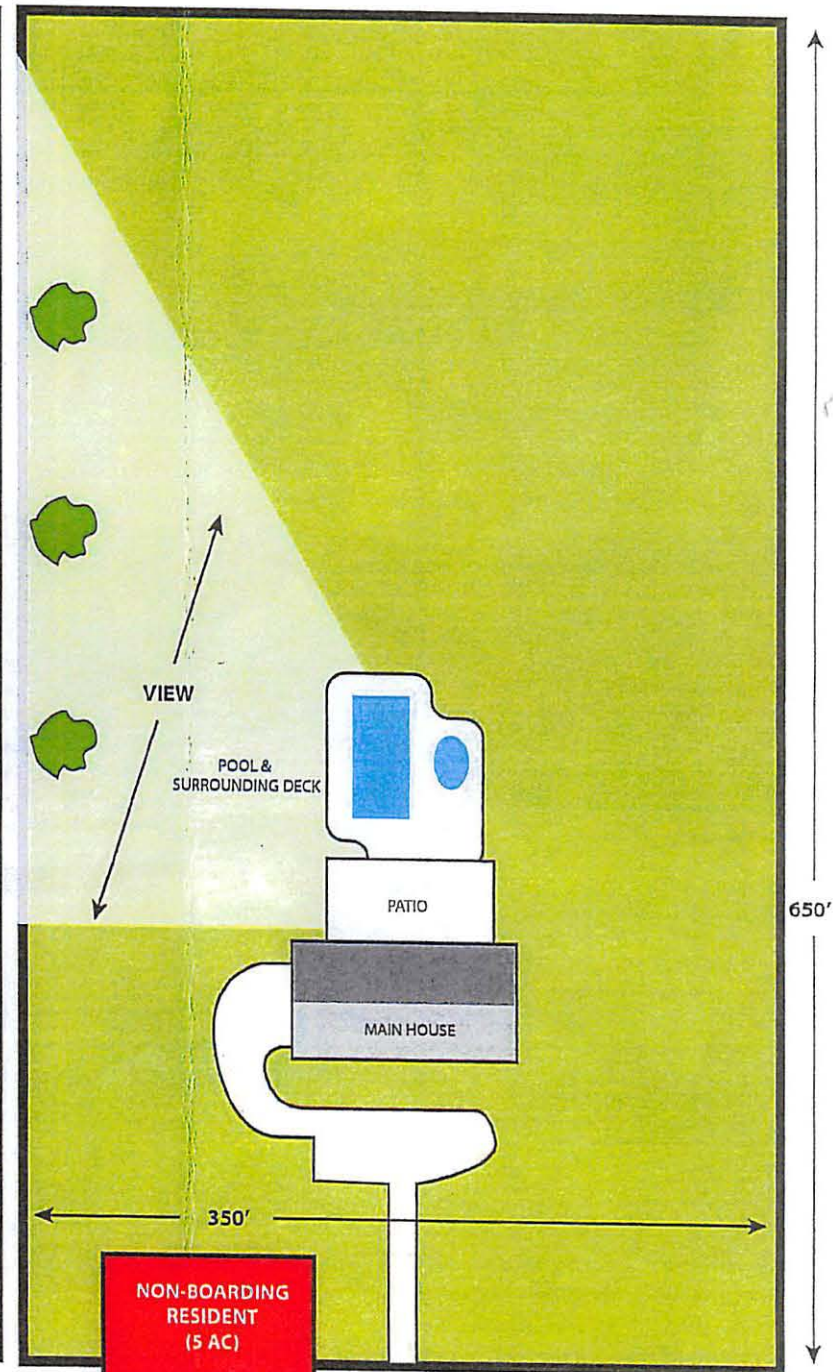 VIEW
POOL &
SURROUNDING DECK
PATIO
650'
MAIN HOUSE
350'
NON-BOARDING
RESIDENT
(5 AC)